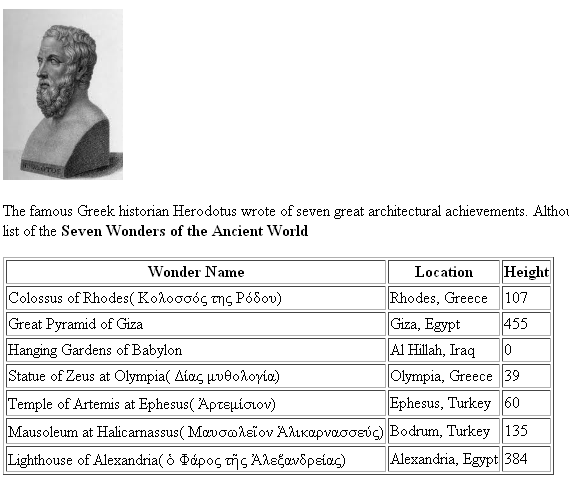 The famous Greek historian Herodotus wrote of seven great architectural achievements.
list of the Seven Wonders of the Ancient World
Wonder Name Location Height
Colossus of Rhodes( Κολοσσός της Ρόδου) Rhodes, Greece 107
Great Pyramid of Giza Giza, Egypt 455
Hanging Gardens of Babylon Al Hillah, Iraq 0
Statue of Zeus at Olympia( Δίας μυθολογία) Olympia, Greece 39
Temple of Artemis at Ephesus( Ἀρτεμίσιον) Ephesus, Turkey 60
Mausoleum at Halicarnassus( Μαυσωλεῖον Ἁλικαρνασσεύς) Bodrum, Turkey 135
Lighthouse of Alexandria( ὁ Φάρος τῆς Ἀλεξανδρείας) Alexandria, Egypt 384